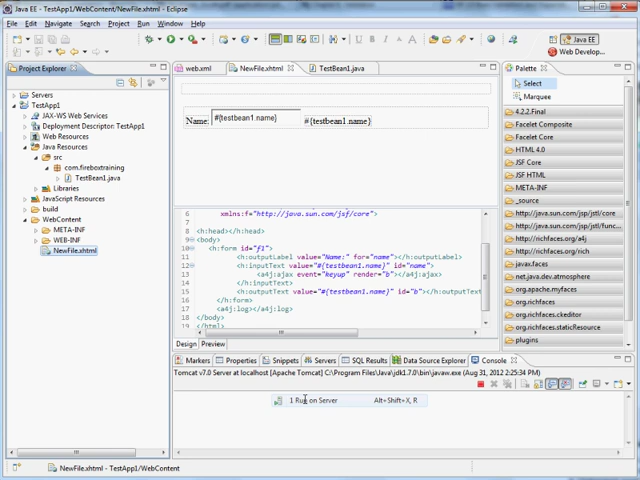 Java EE - TestApp1/WebContent/NewFile.xhtml - Eclipse
File Edit Navigate Search Project Run Window Help
Java EE
Web Develop...
Project Explorer
Servers
TestApp1
JAX-WS Web Services
Deployment Descriptor: TestApp1
Web Resources
Java Resources
src
com.fireboxtraining
TestBean1.java
Libraries
JavaScript Resources
build
WebContent
META-INF
WEB-INF
NewFile.xhtml
web.xml NewFile.xhtml TestBean1.java
Name: #{testbean1.name} #{testbean1.name}
6 xmlns:f="http://java.sun.com/jsf/core">
7
8 <h:head></h:head>
9 <body>
10 <h:form id="f1">
11 <h:outputLabel value="Name:" for="name"></h:outputLabel>
12 <h:inputText value="#{testbean1.name}" id="name">
13 <a4j:ajax event="keyup" render="b"></a4j:ajax>
14 </h:inputText>
15 <h:outputText value="#{testbean1.name}" id="b"></h:outputText
16 </h:form>
17 <a4j:log></a4j:log>
18 </body>
19 </html>
Design Preview
Palette
Select
Marquee
4.2.2.Final
Facelet Composite
Facelet Core
HTML 4.0
JSF Core
JSF HTML
META-INF
_source
http://java.sun.com/jsp/jstl/core
http://java.sun.com/jsp/jstl/func...
http://richfaces.org/a4j
http://richfaces.org/rich
javax.faces
net.java.dev.atmosphere
org.apache.myfaces
org.richfaces
org.richfaces.ckeditor
org.richfaces.staticResource
plugins
Markers Properties Snippets Servers SQL Results Data Source Explorer Console
Tomcat v7.0 Server at localhost [Apache Tomcat] C:\Program Files\Java\jdk1.7.0\bin\javaw.exe (Aug 31, 2012 2:25:34 PM)
1 Run on Server Alt+Shift+X, R
NewFile.xhtml - TestApp1/WebContent